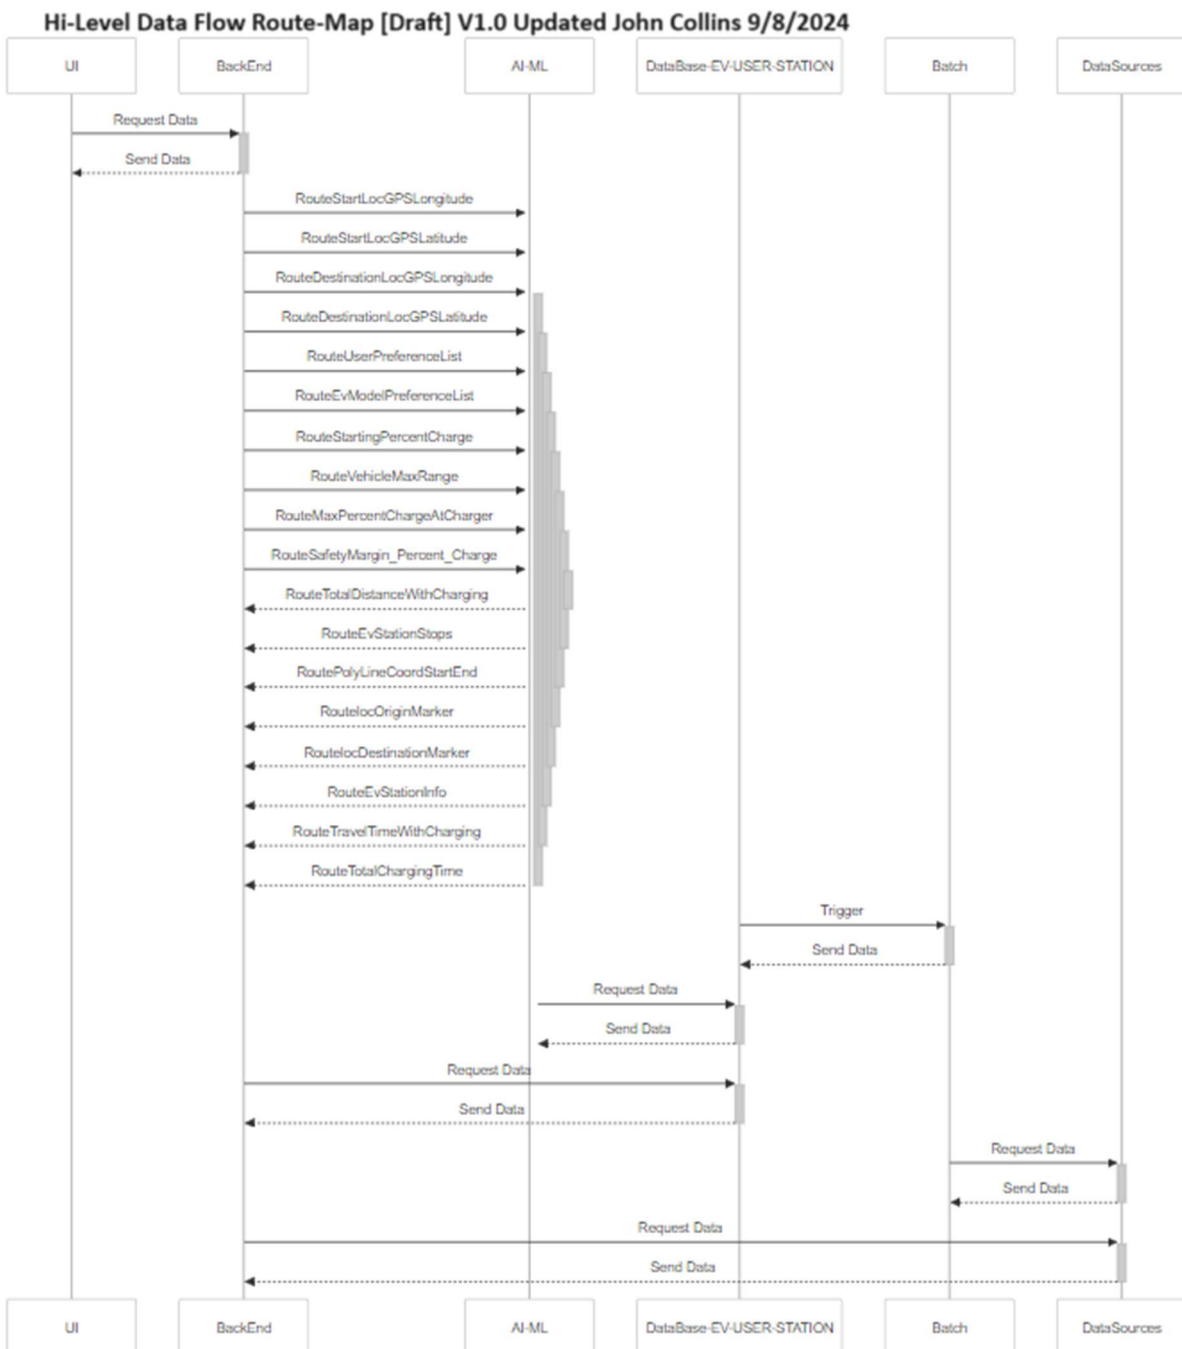 Hi-Level Data Flow Route-Map [Draft] V1.0 Updated John Collins 9/8/2024
UI BackEnd AI-ML DataBase-EV-USER-STATION Batch DataSources
Request Data
Send Data
RouteStartLocGPSLongitude
RouteStartLocGPSLatitude
RouteDestinationLocGPSLongitude
RouteDestinationLocGPSLatitude
RouteUserPreferenceList
RouteEvModelPreferenceList
RouteStartingPercentCharge
RouteVehicleMaxRange
RouteMaxPercentChargeAtCharger
RouteSafetyMargin_Percent_Charge
RouteTotalDistanceWithCharging
RouteEvStationStops
RoutePolyLineCoordStartEnd
RoutelocOriginMarker
RoutelocDestinationMarker
RouteEvStationInfo
RouteTravelTimeWithCharging
RouteTotalChargingTime
Trigger
Send Data
Request Data
Send Data
Request Data
Send Data
Request Data
Send Data
Request Data
Send Data
UI BackEnd AI-ML DataBase-EV-USER-STATION Batch DataSources